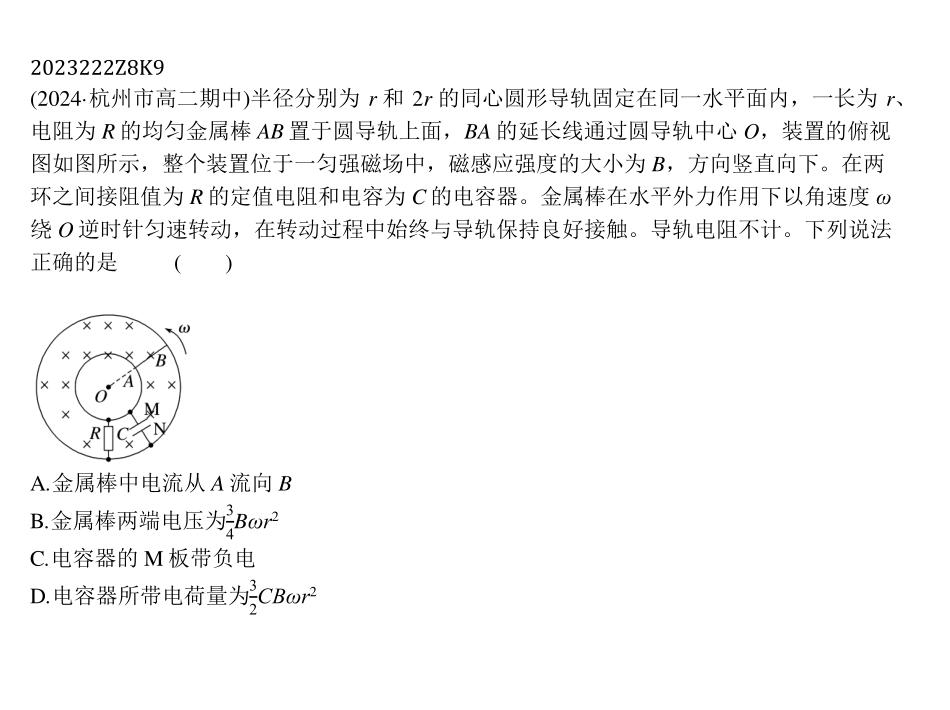 2023222Z8K9
(2024·杭州市高二期中)半径分别为 r 和 2r 的同心圆形导轨固定在同一水平面内，一长为 r、
电阻为 R 的均匀金属棒 AB 置于圆导轨上面，BA 的延长线通过圆导轨中心 O，装置的俯视
图如图所示，整个装置位于一匀强磁场中，磁感应强度的大小为 B，方向竖直向下。在两
环之间接阻值为 R 的定值电阻和电容为 C 的电容器。金属棒在水平外力作用下以角速度 ω
绕 O 逆时针匀速转动，在转动过程中始终与导轨保持良好接触。导轨电阻不计。下列说法
正确的是 ( )
ω
B
A
O
M
R C N
A.金属棒中电流从 A 流向 B
B.金属棒两端电压为3/4Bωr²
C.电容器的 M 板带负电
D.电容器所带电荷量为3/2CBωr²